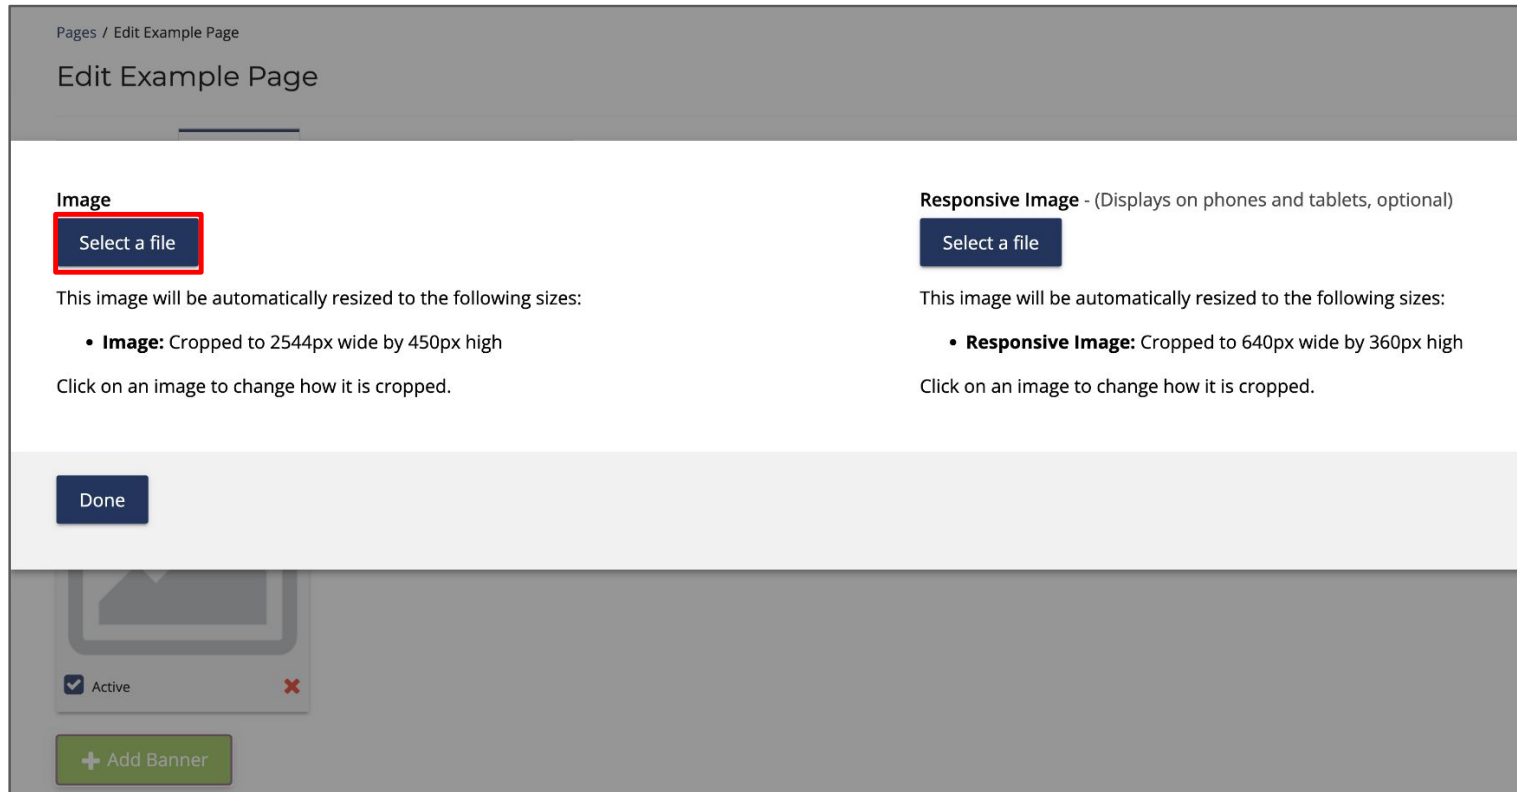 Pages / Edit Example Page
Edit Example Page
Image
Select a file
This image will be automatically resized to the following sizes:
• Image: Cropped to 2544px wide by 450px high
Click on an image to change how it is cropped.
Responsive Image - (Displays on phones and tablets, optional)
Select a file
This image will be automatically resized to the following sizes:
• Responsive Image: Cropped to 640px wide by 360px high
Click on an image to change how it is cropped.
Done
Active
Add Banner